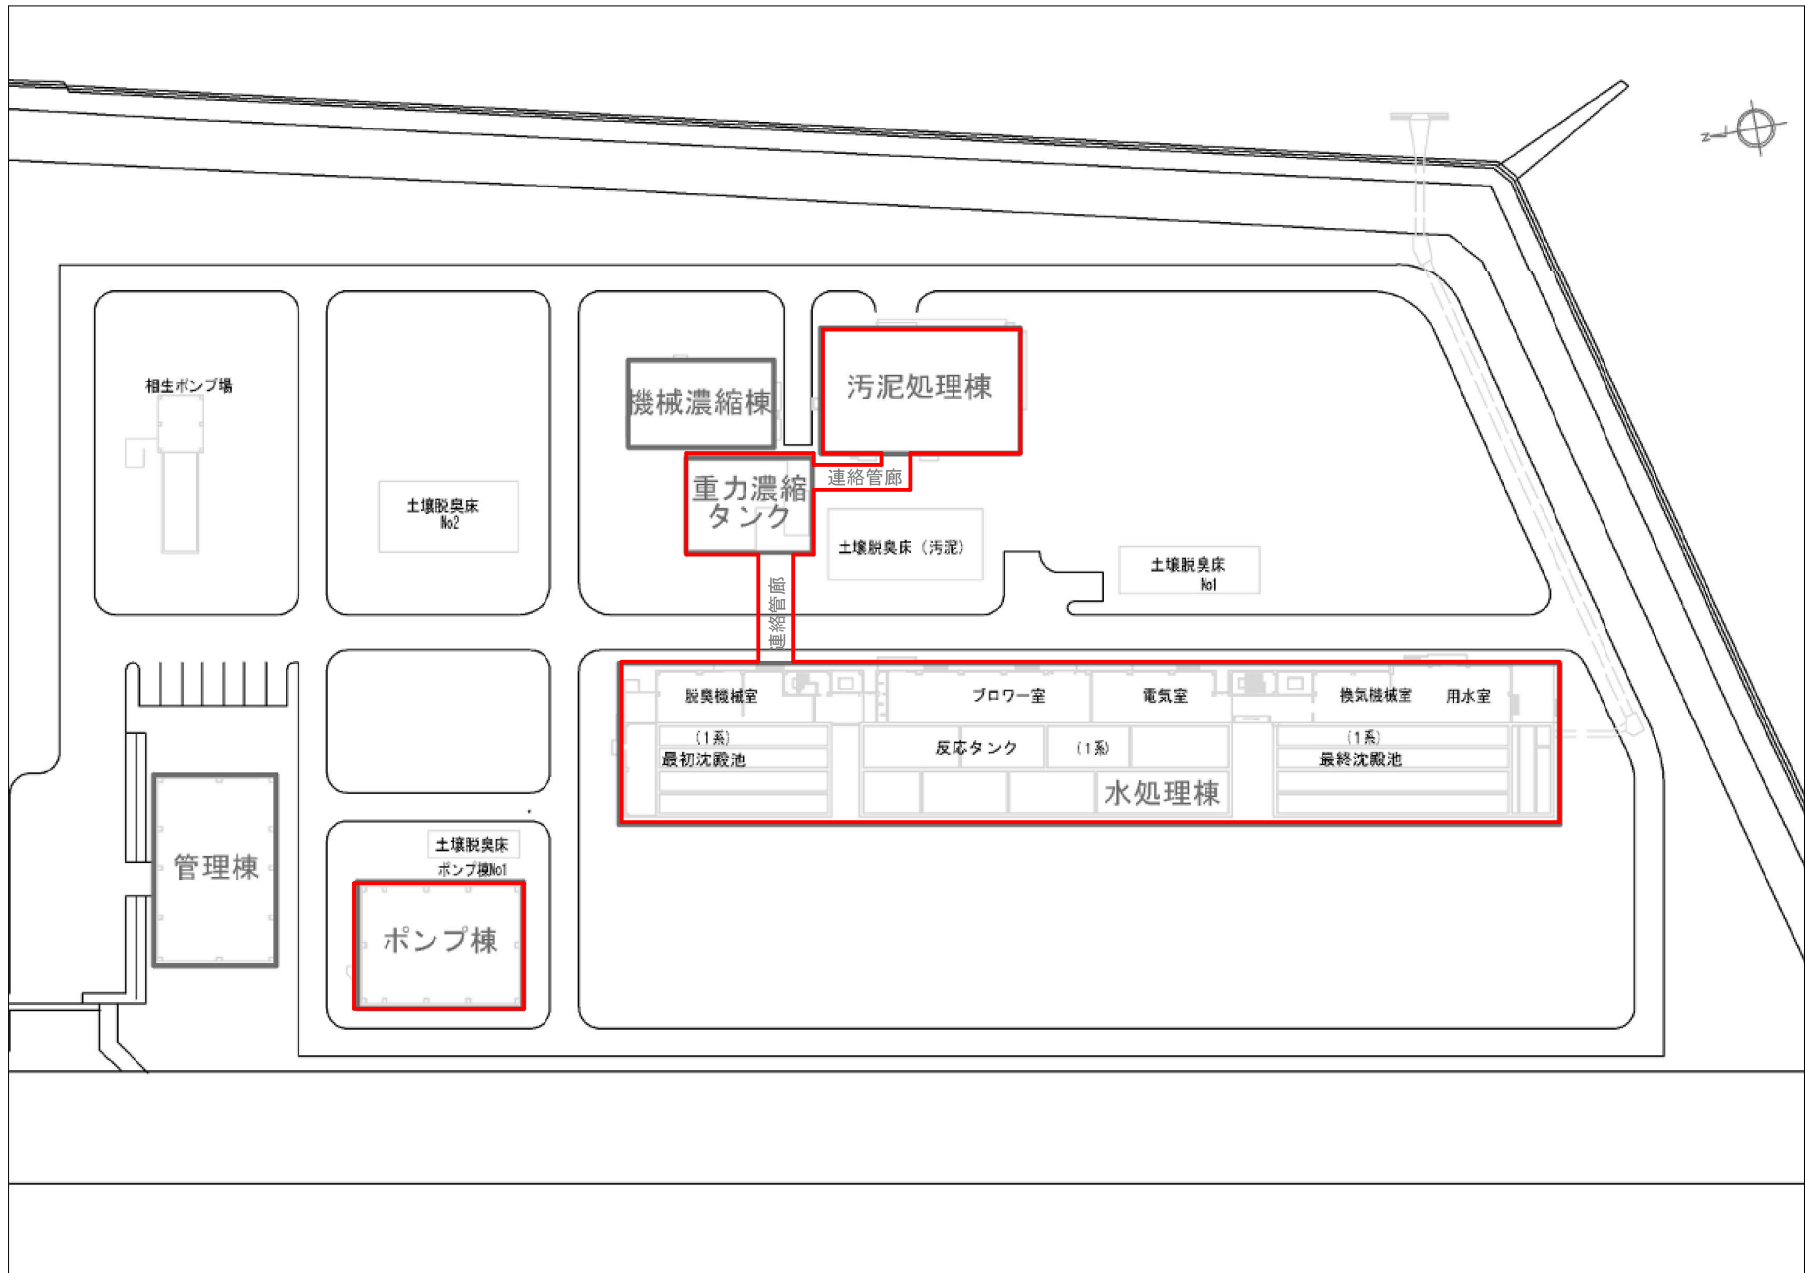 N
相生ポンプ場
機械濃縮棟
汚泥処理棟
連絡管廊
重力濃縮
タンク
土壌脱臭床
No2
土壌脱臭床（汚泥）
土壌脱臭床
No1
連絡管廊
脱臭機械室
ブロワー室
電気室
換気機械室
用水室
(1系)
最初沈殿池
反応タンク
(1系)
(1系)
最終沈殿池
水処理棟
土壌脱臭床
ポンプ棟No1
管理棟
ポンプ棟